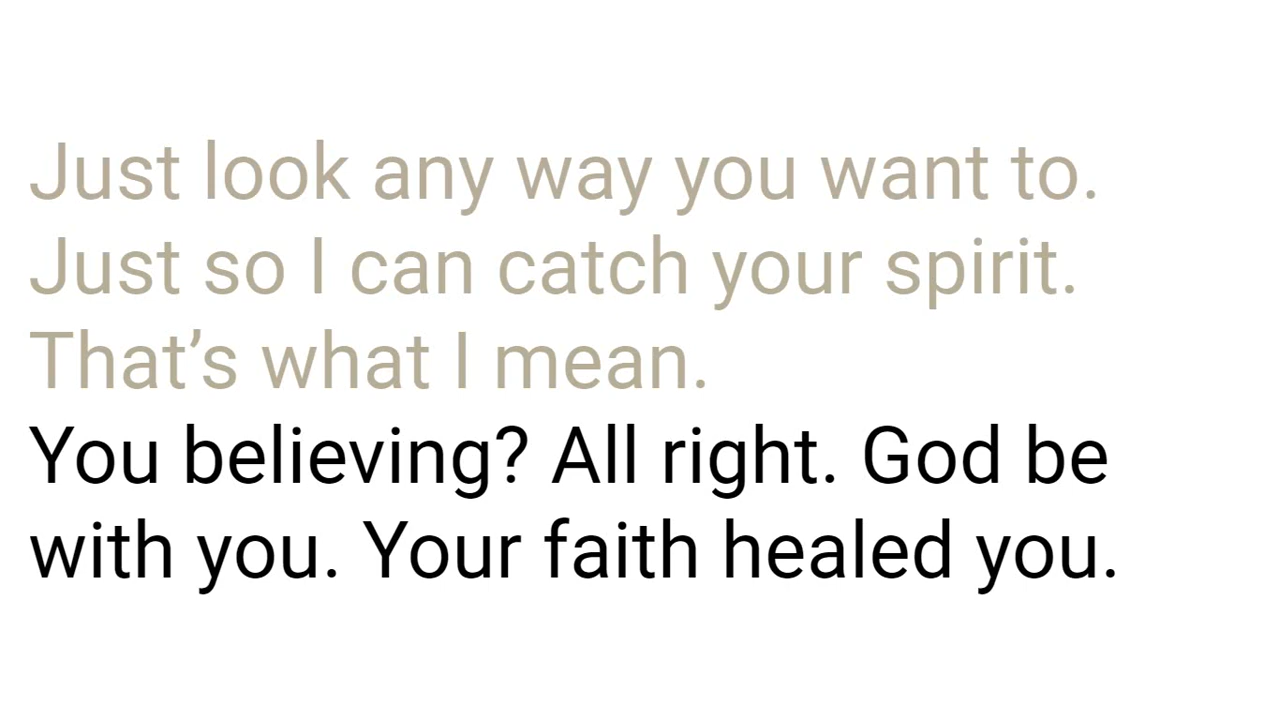 Just look any way you want to.
Just so I can catch your spirit.
That’s what I mean.
You believing? All right. God be
with you. Your faith healed you.